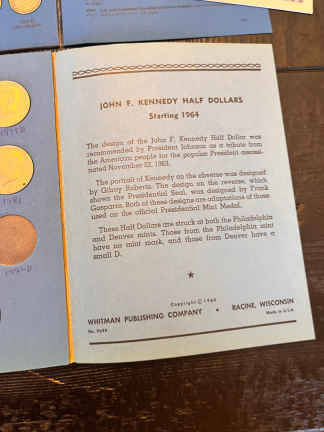 JOHN F. KENNEDY HALF DOLLARS
Starting 1964
The design of the John F. Kennedy Half Dollar was
recommended by President Johnson as a tribute from
the American people for the popular President assassi-
nated November 22, 1963.
The portrait of Kennedy on the obverse was designed
by Gilroy Roberts. The design on the reverse, which
shows the Presidential Seal, was designed by Frank
Gasparro. Both of these designs are adaptations of those
used on the official Presidential Mint Medal.
These Half Dollars are struck at both the Philadelphia
and Denver mints. Those from the Philadelphia mint
have no mint mark, and those from Denver have a
small D.
Copyright © 1964
WHITMAN PUBLISHING COMPANY • RACINE, WISCONSIN
Made in U.S.A.
1981